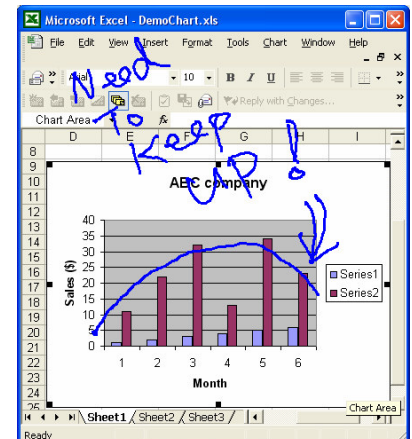 Microsoft Excel - DemoChart.xls
File Edit View Insert Format Tools Chart Window Help
Arial 10 B I U
Reply with Changes...
Chart Area fx
Need
To
Keep
UP!
D E F G H I
8
9
10
11
12
13
14
15
16
17
18
19
20
21
22
23
24
25
ABC company
Sales ($)
40
35
30
25
20
15
10
5
0
1 2 3 4 5 6
Month
Series1
Series2
Chart Area
Sheet1 Sheet2 Sheet3
Ready